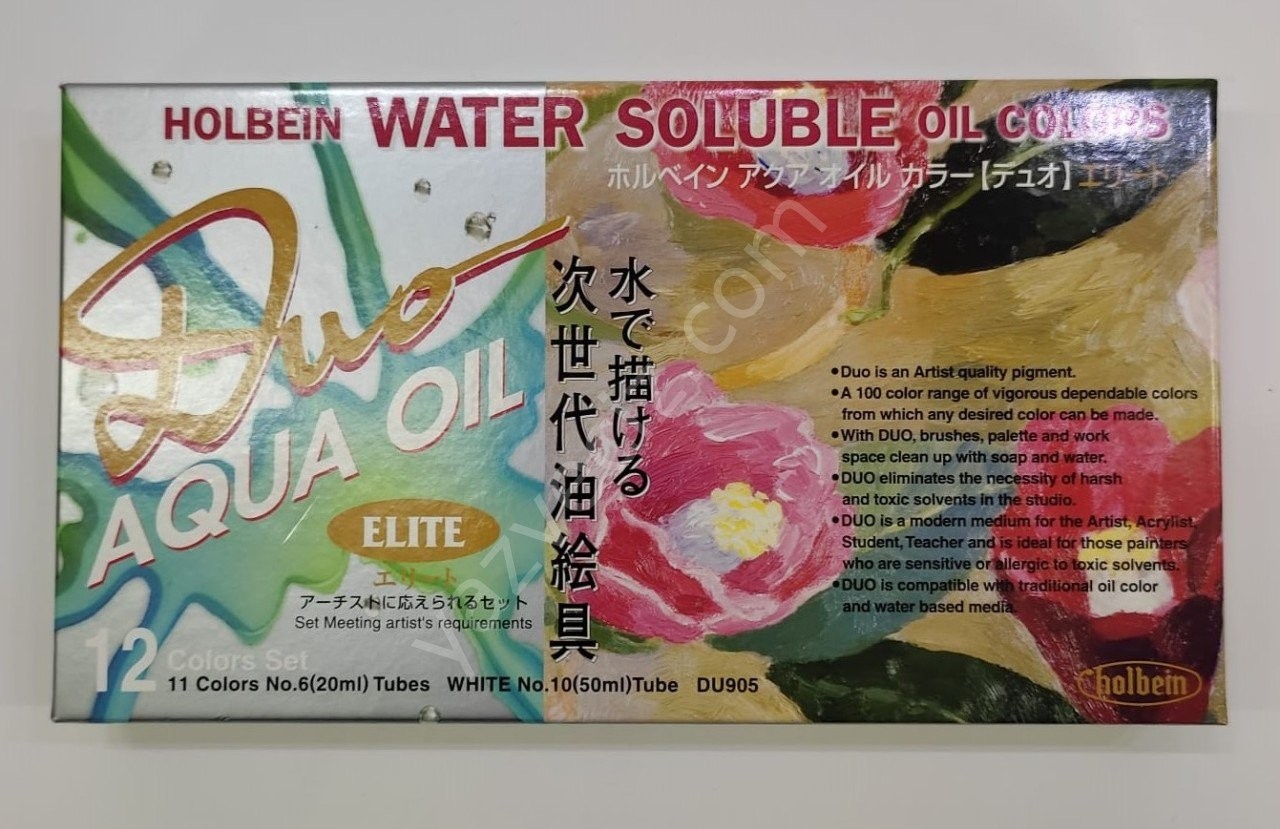 HOLBEIN WATER SOLUBLE OIL COLORS
ホルベイン アクア オイル カラー【デュオ】エリート
Duo
AQUA OIL
ELITE
エリート
アーチストに応えられるセット
Set Meeting artist's requirements
12 Colors Set
11 Colors No.6(20ml) Tubes WHITE No.10(50ml)Tube DU905
水で描ける
次世代油絵具
•Duo is an Artist quality pigment.
•A 100 color range of vigorous dependable colors
from which any desired color can be made.
•With DUO, brushes, palette and work
space clean up with soap and water.
•DUO eliminates the necessity of harsh
and toxic solvents in the studio.
•DUO is a modern medium for the Artist, Acrylist,
Student, Teacher and is ideal for those painters
who are sensitive or allergic to toxic solvents.
•DUO is compatible with traditional oil color
and water based media.
holbein